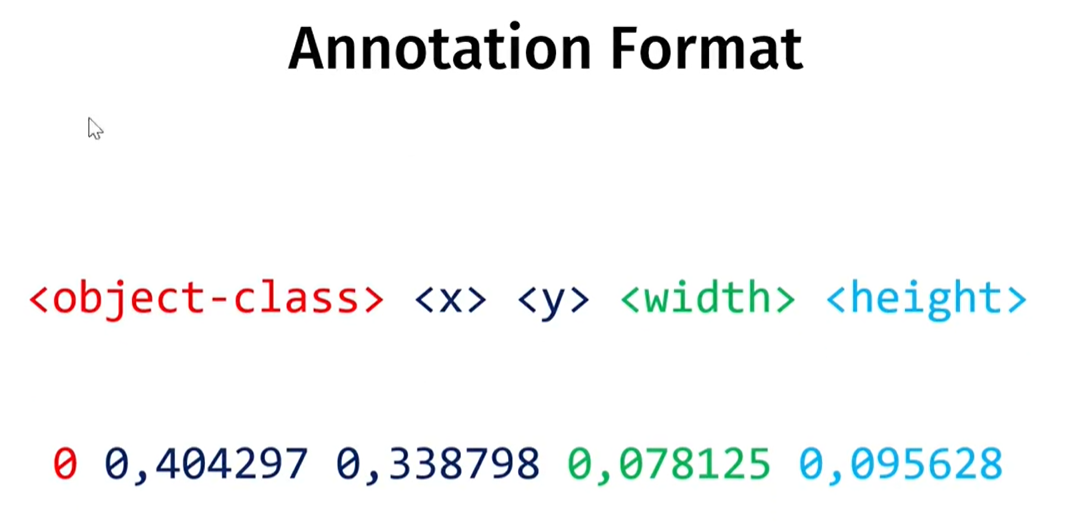 Annotation Format
<object-class> <x> <y> <width> <height>
0 0,404297 0,338798 0,078125 0,095628